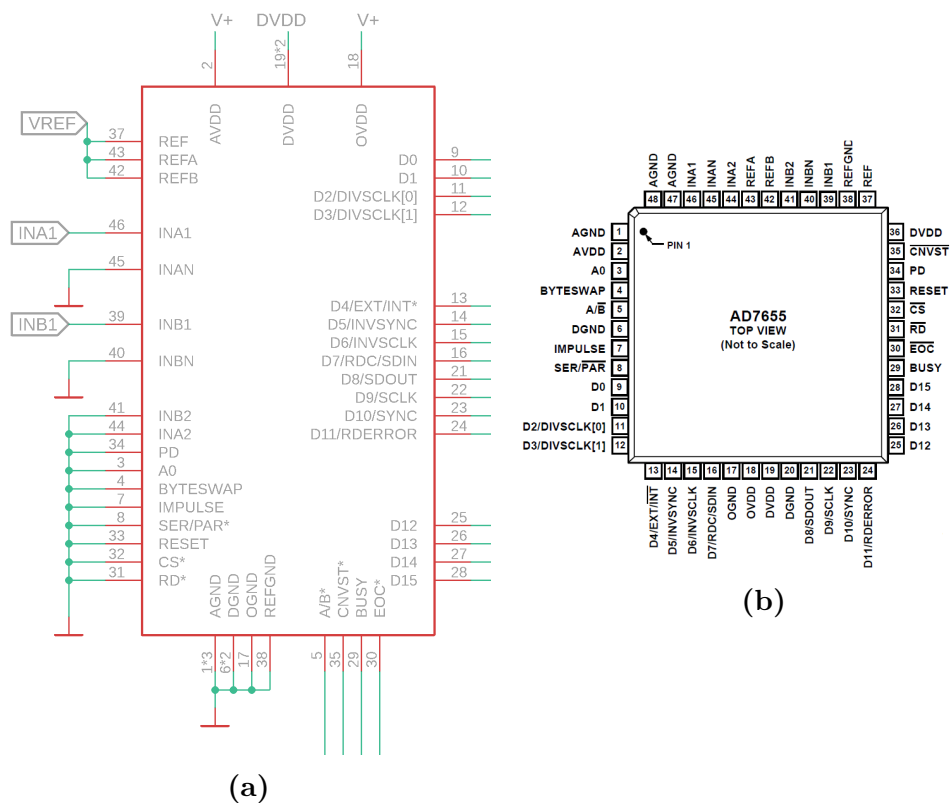 V+ DVDD V+
2
19*2
18
AVDD
DVDD
OVDD
VREF
37 REF
43 REFA
42 REFB
INA1
46 INA1
45 INAN
INB1
39 INB1
40 INBN
41 INB2
44 INA2
34 PD
3 A0
4 BYTESWAP
7 IMPULSE
8 SER/PAR*
33 RESET
32 CS*
31 RD*
D0 9
D1 10
D2/DIVSCLK[0] 11
D3/DIVSCLK[1] 12
D4/EXT/INT* 13
D5/INVSYNC 14
D6/INVSCLK 15
D7/RDC/SDIN 16
D8/SDOUT 21
D9/SCLK 22
D10/SYNC 23
D11/RDERROR 24
D12 25
D13 26
D14 27
D15 28
AGND
DGND
OGND
REFGND
A/B*
CNVST*
BUSY
EOC*
1*3
6*2
17
38
5
35
29
30
(a)
AGND
AGND
INA1
INAN
INA2
REFA
REFB
INB2
INBN
INB1
REFGND
REF
48 47 46 45 44 43 42 41 40 39 38 37
AGND 1
AVDD 2
A0 3
BYTESWAP 4
A/B̅ 5
DGND 6
IMPULSE 7
SER/P̅A̅R̅ 8
D0 9
D1 10
D2/DIVSCLK[0] 11
D3/DIVSCLK[1] 12
PIN 1
AD7655
TOP VIEW
(Not to Scale)
36 DVDD
35 C̅N̅V̅S̅T̅
34 PD
33 RESET
32 C̅S̅
31 R̅D̅
30 E̅O̅C̅
29 BUSY
28 D15
27 D14
26 D13
25 D12
13 14 15 16 17 18 19 20 21 22 23 24
D4/EXT/I̅N̅T̅
D5/INVSYNC
D6/INVSCLK
D7/RDC/SDIN
OGND
OVDD
DVDD
DGND
D8/SDOUT
D9/SCLK
D10/SYNC
D11/RDERROR
(b)